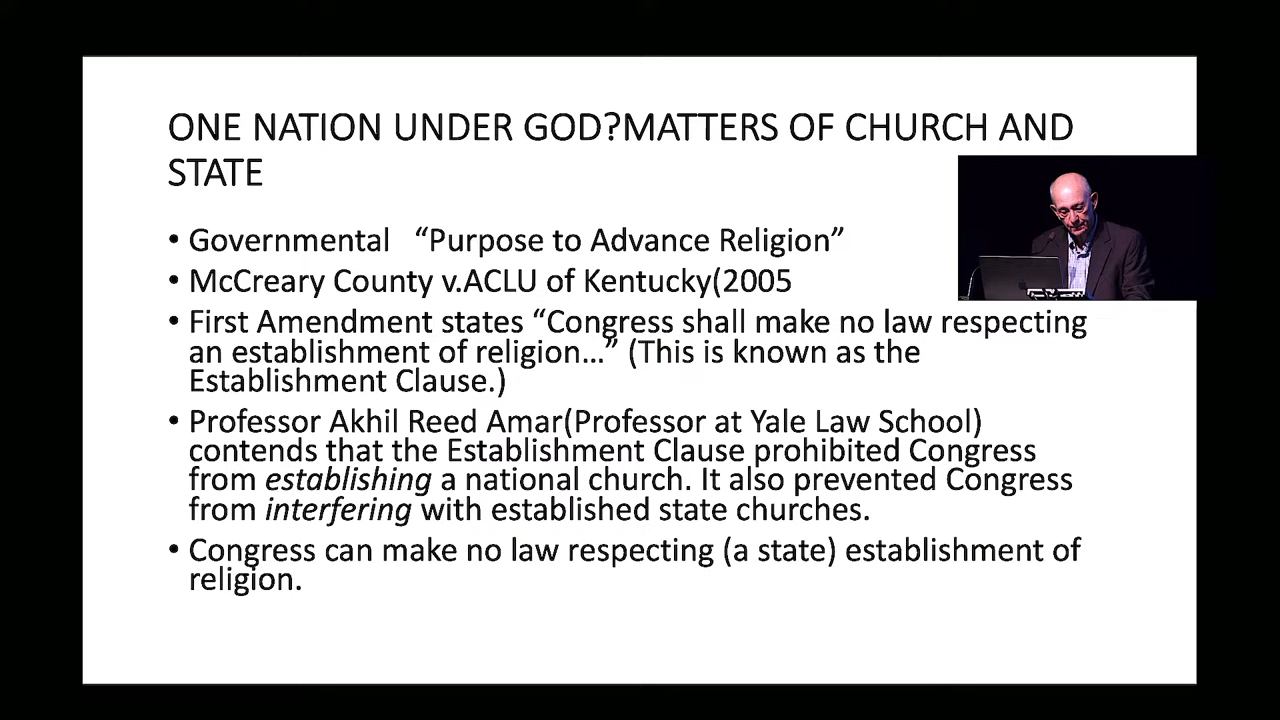 ONE NATION UNDER GOD?MATTERS OF CHURCH AND
STATE
• Governmental “Purpose to Advance Religion”
• McCreary County v.ACLU of Kentucky(2005
• First Amendment states “Congress shall make no law respecting
an establishment of religion…” (This is known as the
Establishment Clause.)
• Professor Akhil Reed Amar(Professor at Yale Law School)
contends that the Establishment Clause prohibited Congress
from establishing a national church. It also prevented Congress
from interfering with established state churches.
• Congress can make no law respecting (a state) establishment of
religion.